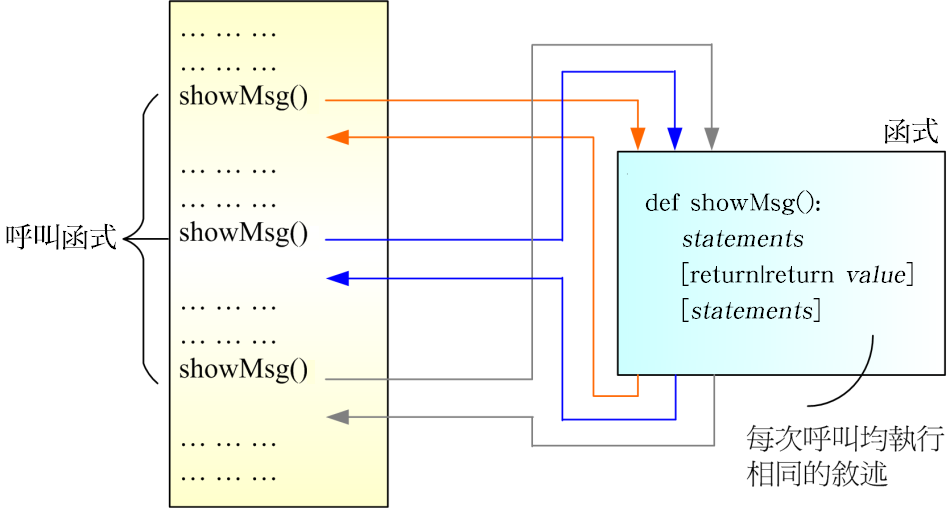 … … …
… … …
showMsg()
… … …
… … …
showMsg()
… … …
… … …
showMsg()
… … …
… … …
呼叫函式
函式
def showMsg():
statements
[return|return value]
[statements]
每次呼叫均執行
相同的敘述